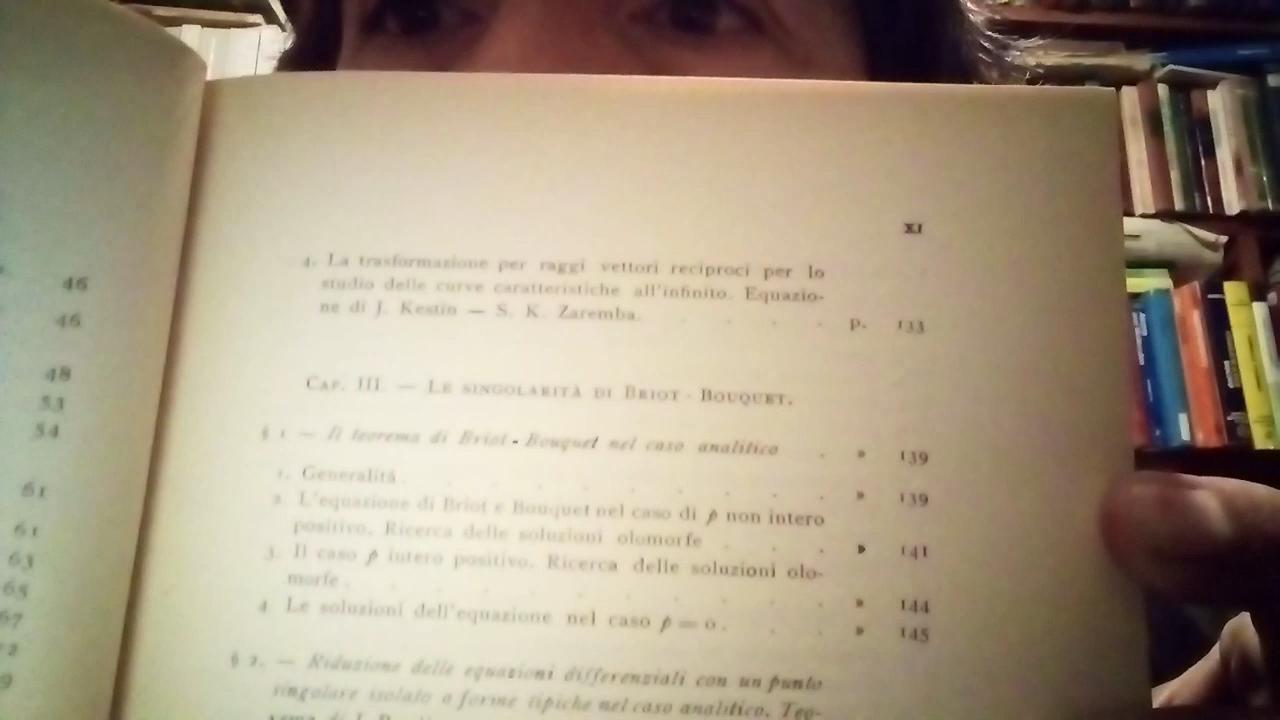 46
46
48
53
54
61
61
63
65
67
72
9
XI
4. La trasformazione per raggi vettori reciproci per lo
studio delle curve caratteristiche all'infinito. Equazio-
ne di J. Kestin — S. K. Zaremba. . . . . p. 133
Cap. III. — Le singolarità di Briot - Bouquet.
§ 1 — Il teorema di Briot - Bouquet nel caso analitico . » 139
1. Generalità . . . . . . . . » 139
2. L'equazione di Briot e Bouquet nel caso di p non intero
positivo. Ricerca delle soluzioni olomorfe . . . » 141
3. Il caso p intero positivo. Ricerca delle soluzioni olo-
morfe . . . . . . . . . » 144
4 Le soluzioni dell'equazione nel caso p = 0 . . . » 145
§ 2. — Riduzione delle equazioni differenziali con un punto
singolare isolato a forme tipiche nel caso analitico. Teo-